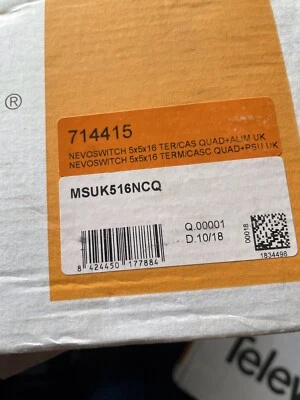 ®
714415
NEVOSWITCH 5x5x16 TER/CAS QUAD+ALIM UK
NEVOSWITCH 5x5x16 TERM/CASC QUAD+PSU UK
MSUK516NCQ
Q.00001
D.10/18
00018
8 424450 177884
1834498
Telev